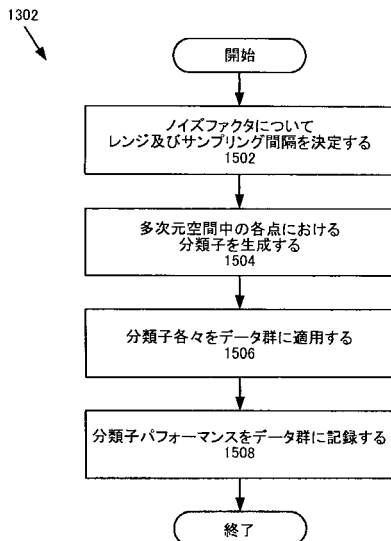 1302
開始
ノイズファクタについて
レンジ及びサンプリング間隔を決定する
1502
多次元空間中の各点における
分類子を生成する
1504
分類子各々をデータ群に適用する
1506
分類子パフォーマンスをデータ群に記録する
1508
終了